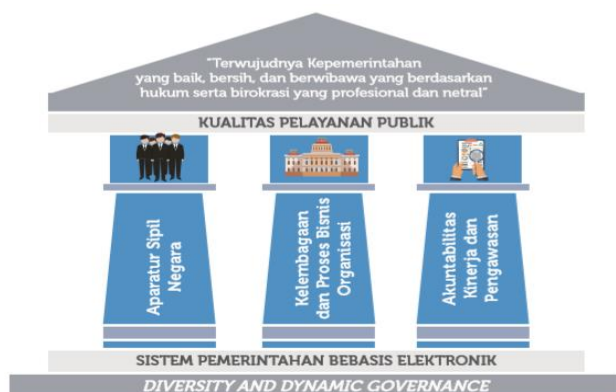 "Terwujudnya Kepemerintahan
yang baik, bersih, dan berwibawa yang berdasarkan
hukum serta birokrasi yang profesional dan netral"
KUALITAS PELAYANAN PUBLIK
Aparatur Sipil
Negara
Kelembagaan
dan Proses Bisnis
Organisasi
Akuntabilitas
Kinerja dan
Pengawasan
SISTEM PEMERINTAHAN BEBASIS ELEKTRONIK
DIVERSITY AND DYNAMIC GOVERNANCE